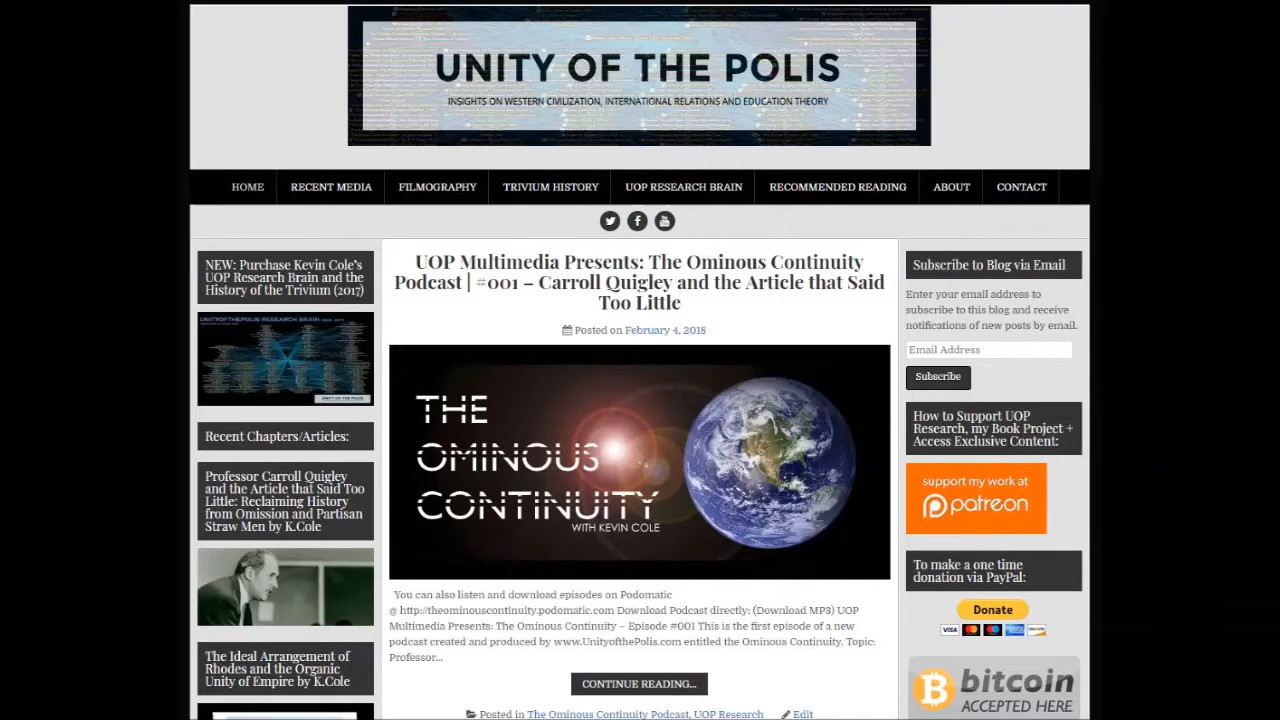 UNITY OF THE POLIS
INSIGHTS ON WESTERN CIVILIZATION, INTERNATIONAL RELATIONS AND EDUCATION THEORY
HOME
RECENT MEDIA
FILMOGRAPHY
TRIVIUM HISTORY
UOP RESEARCH BRAIN
RECOMMENDED READING
ABOUT
CONTACT
NEW: Purchase Kevin Cole's
UOP Research Brain and the
History of the Trivium (2017)
UNITY OF THE POLIS
Recent Chapters/Articles:
Professor Carroll Quigley
and the Article that Said Too
Little: Reclaiming History
from Omission and Partisan
Straw Men by K.Cole
The Ideal Arrangement of
Rhodes and the Organic
Unity of Empire by K.Cole
UOP Multimedia Presents: The Ominous Continuity
Podcast | #001 – Carroll Quigley and the Article that Said
Too Little
Posted on February 4, 2018
THE
OMINOUS
CONTINUITY
WITH KEVIN COLE
You can also listen and download episodes on Podomatic
@ http://theominouscontinuity.podomatic.com Download Podcast directly: (Download MP3) UOP
Multimedia Presents: The Ominous Continuity – Episode #001 This is the first episode of a new
podcast created and produced by www.UnityofthePolis.com entitled the Ominous Continuity. Topic:
Professor...
CONTINUE READING...
Posted in The Ominous Continuity Podcast, UOP Research
Edit
Subscribe to Blog via Email
Enter your email address to
subscribe to this blog and receive
notifications of new posts by email.
Email Address
Subscribe
How to Support UOP
Research, my Book Project +
Access Exclusive Content:
support my work at
patreon
To make a one time
donation via PayPal:
Donate
VISA
bitcoin
ACCEPTED HERE